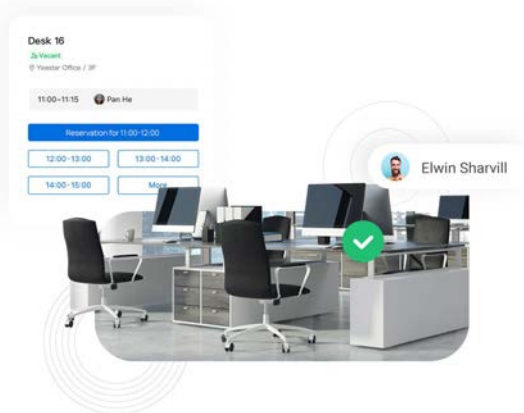 Desk 16
Vacant
Yeastar Office / 3F
11:00-11:15 Pan He
Reservation for 11:00-12:00
12:00-13:00 13:00-14:00
14:00-15:00 More
Elwin Sharvill